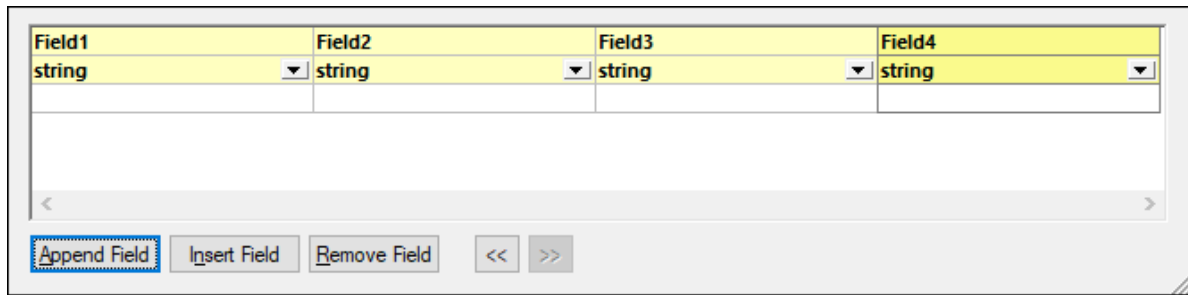 Field1 Field2 Field3 Field4
string string string string
Append Field Insert Field Remove Field << >>